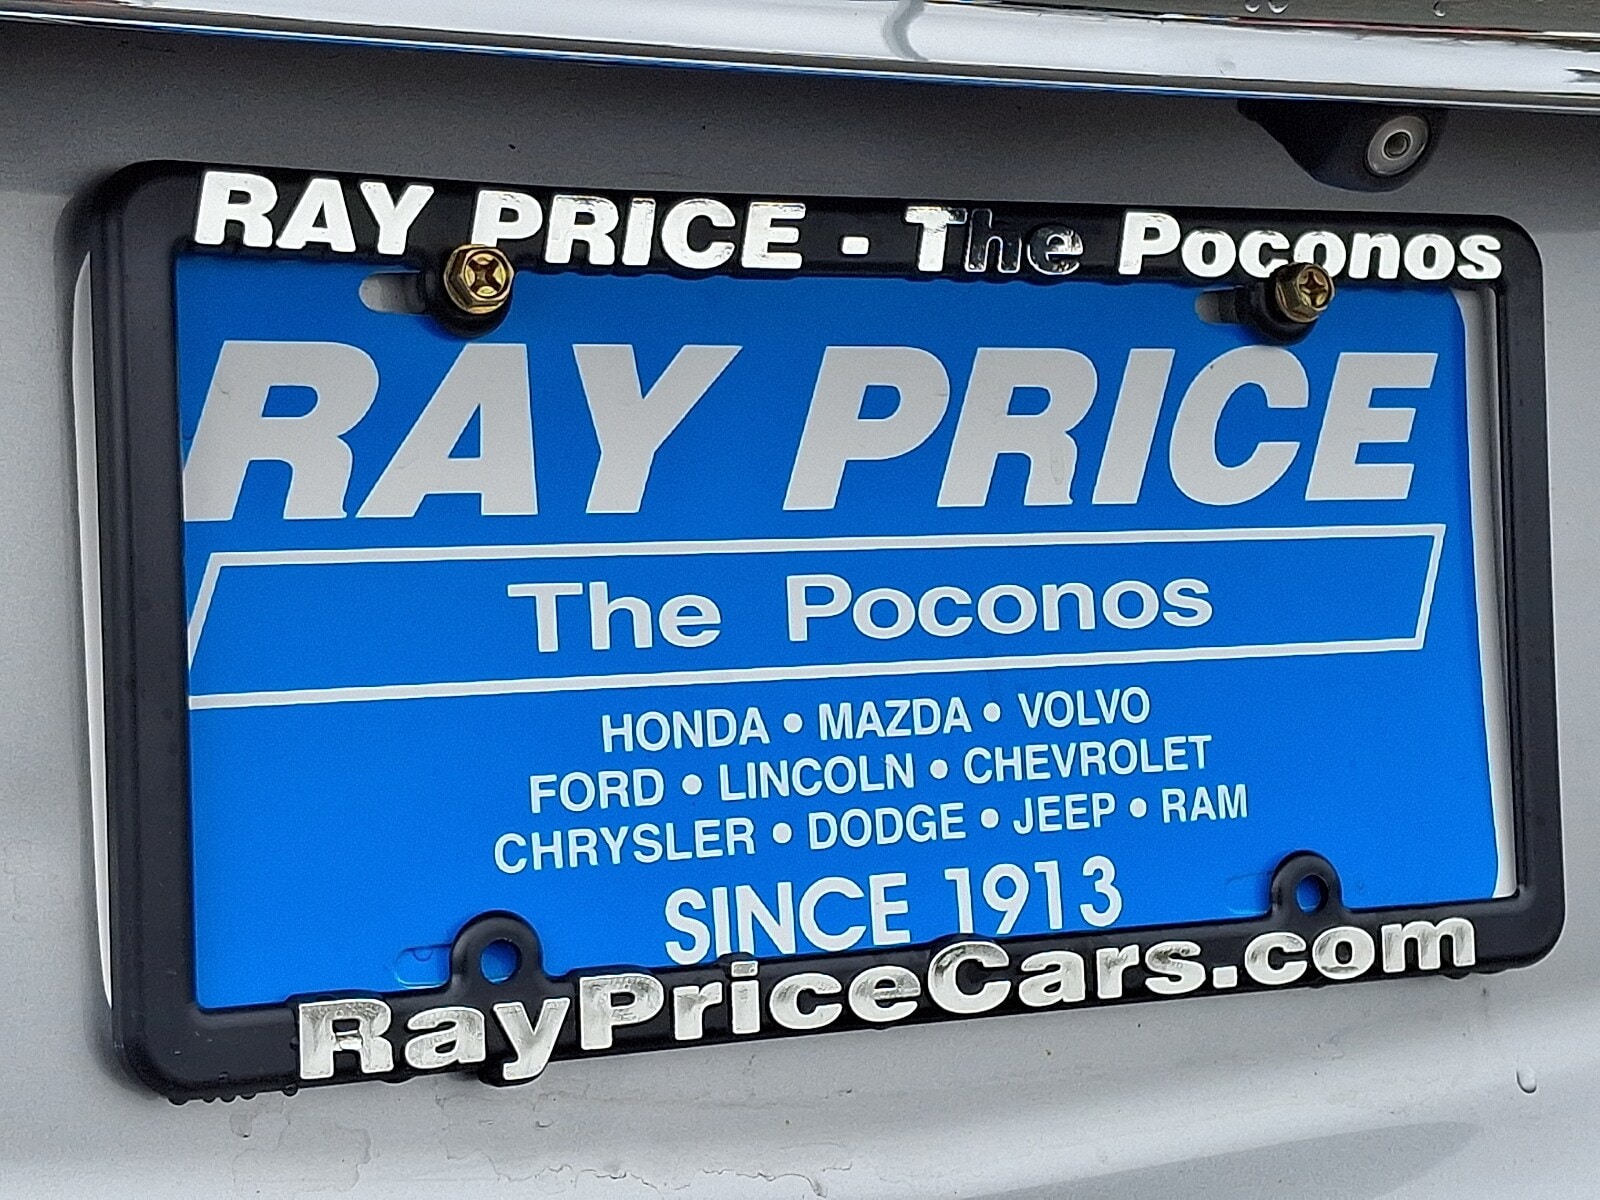 RAY PRICE - The Poconos
RAY PRICE
The Poconos
HONDA • MAZDA • VOLVO
FORD • LINCOLN • CHEVROLET
CHRYSLER • DODGE • JEEP • RAM
SINCE 1913
RayPriceCars.com